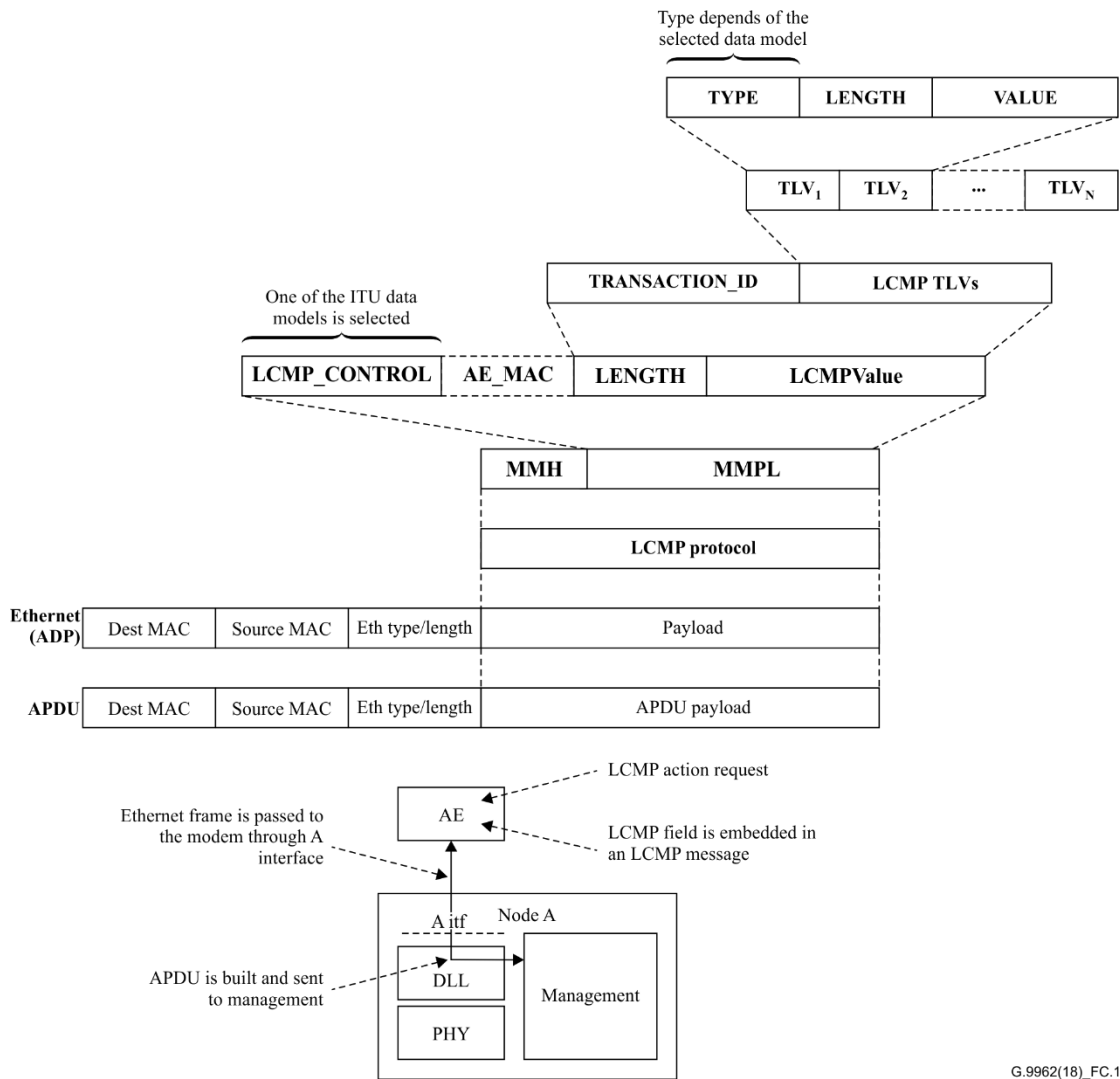 Type depends of the
selected data model
TYPE LENGTH VALUE
TLV1 TLV2 ... TLVN
TRANSACTION_ID LCMP TLVs
One of the ITU data
models is selected
LCMP_CONTROL AE_MAC LENGTH LCMPValue
MMH MMPL
LCMP protocol
Ethernet
(ADP)
Dest MAC Source MAC Eth type/length Payload
APDU Dest MAC Source MAC Eth type/length APDU payload
LCMP action request
AE
Ethernet frame is passed to
the modem through A
interface
LCMP field is embedded in
an LCMP message
A itf
Node A
APDU is built and sent
to management
DLL
Management
PHY
G.9962(18)_FC.1